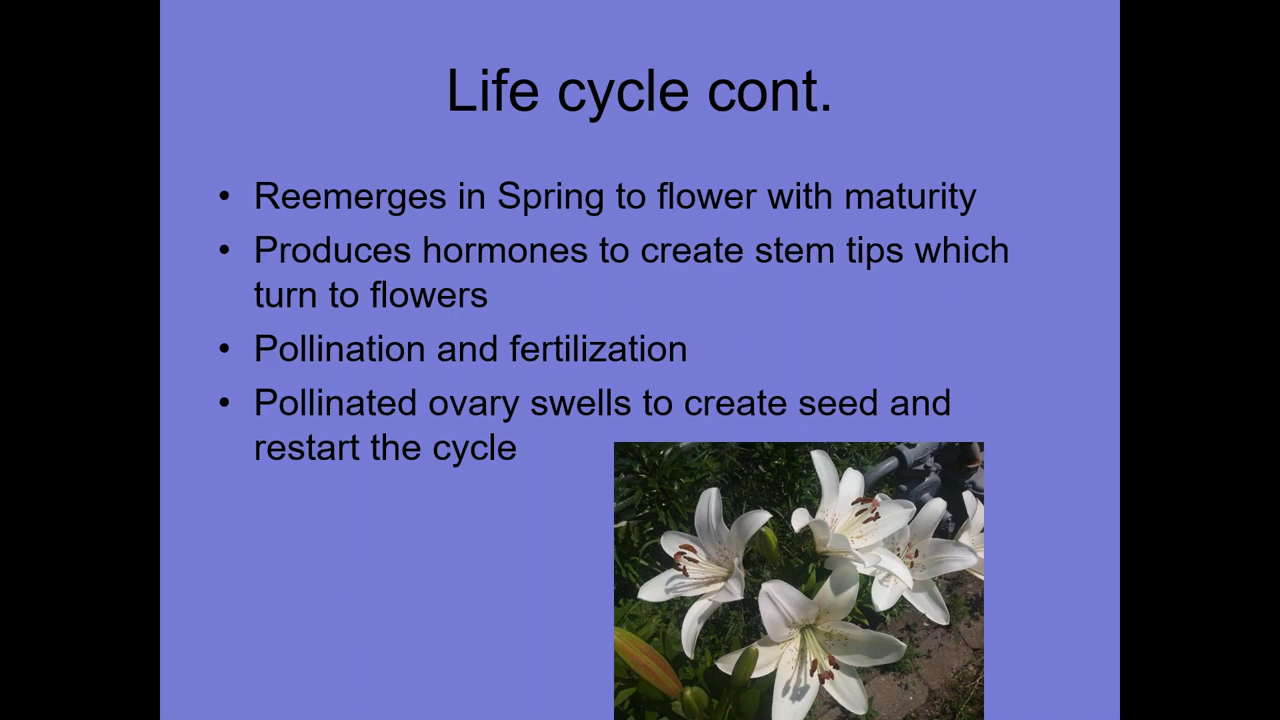 Life cycle cont.
• Reemerges in Spring to flower with maturity
• Produces hormones to create stem tips which
turn to flowers
• Pollination and fertilization
• Pollinated ovary swells to create seed and
restart the cycle